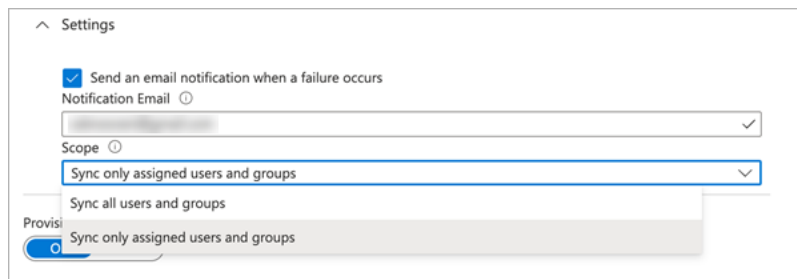 Settings
Send an email notification when a failure occurs
Notification Email
Scope
Sync only assigned users and groups
Sync all users and groups
Sync only assigned users and groups